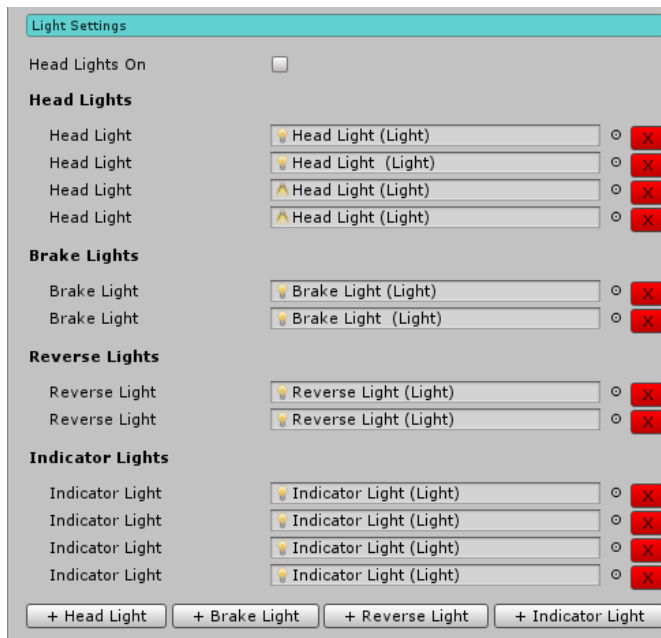 Light Settings
Head Lights On
Head Lights
Head Light Head Light (Light) X
Head Light Head Light  (Light) X
Head Light Head Light (Light) X
Head Light Head Light (Light) X
Brake Lights
Brake Light Brake Light (Light) X
Brake Light Brake Light  (Light) X
Reverse Lights
Reverse Light Reverse Light (Light) X
Reverse Light Reverse Light (Light) X
Indicator Lights
Indicator Light Indicator Light (Light) X
Indicator Light Indicator Light (Light) X
Indicator Light Indicator Light (Light) X
Indicator Light Indicator Light (Light) X
+ Head Light + Brake Light + Reverse Light + Indicator Light